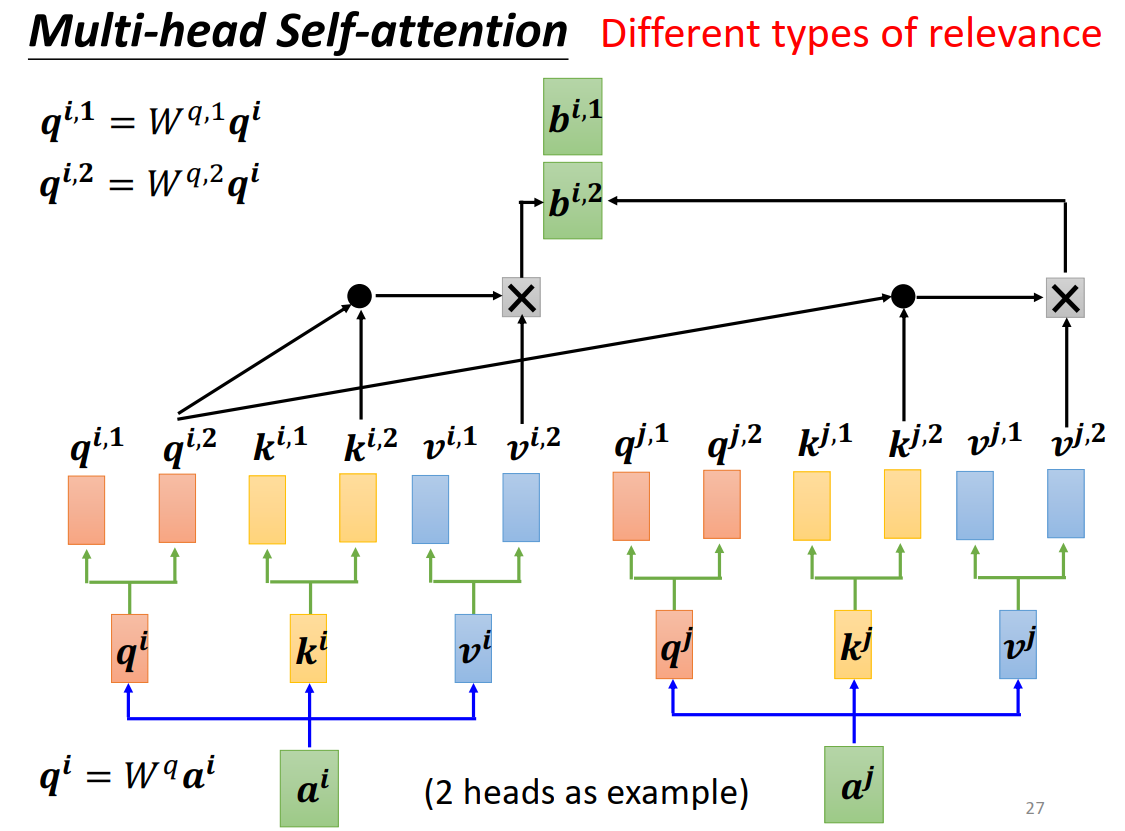 Multi-head Self-attention Different types of relevance
q^{i,1} = W^{q,1}q^i
q^{i,2} = W^{q,2}q^i
b^{i,1}
b^{i,2}
q^{i,1} q^{i,2} k^{i,1} k^{i,2} v^{i,1} v^{i,2} q^{j,1} q^{j,2} k^{j,1} k^{j,2} v^{j,1} v^{j,2}
q^i k^i v^i q^j k^j v^j
q^i = W^q a^i
a^i
(2 heads as example)
a^j
27